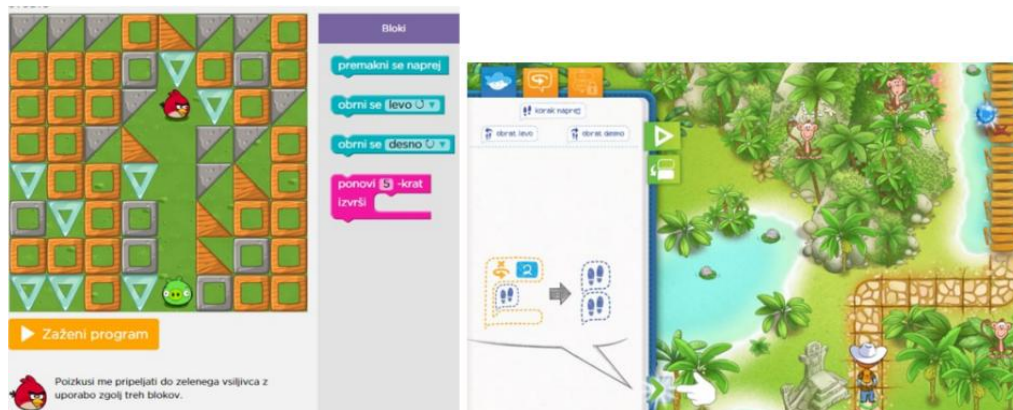 Bloki
premakni se naprej
obrni se levo ↺ ▼
obrni se desno ↻ ▼
ponovi 5 -krat
izvrši
Zaženi program
Poizkusi me pripeljati do zelenega vsiljivca z
uporabo zgolj treh blokov.
korak naprej
obrat levo
obrat desno
x 2